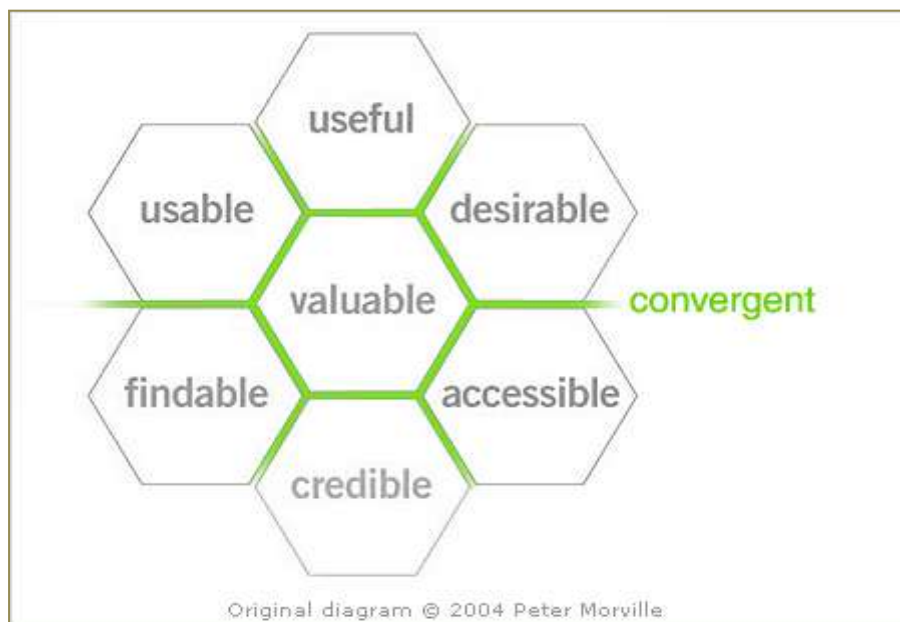 useful
usable
desirable
valuable
convergent
findable
accessible
credible
Original diagram © 2004 Peter Morville